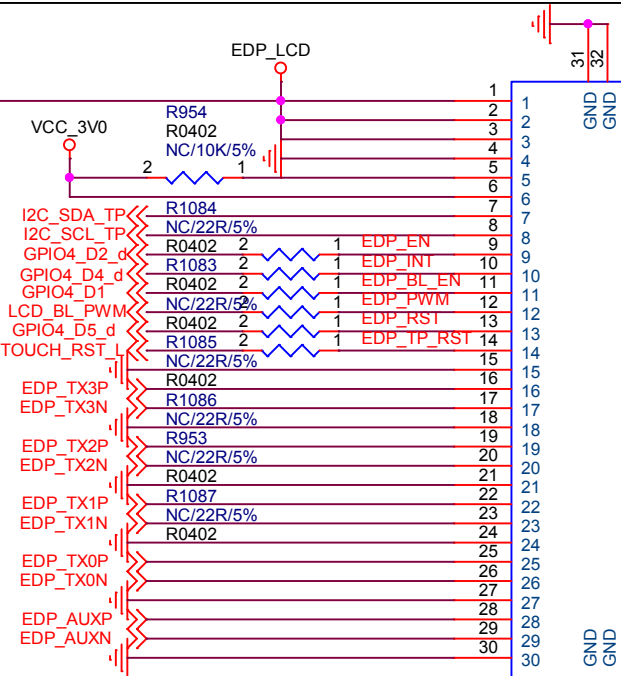 EDP_LCD
31
32
GND
GND
VCC_3V0
R954
R0402
NC/10K/5%
2
1
1
1
2
2
3
3
4
4
5
5
6
6
I2C_SDA_TP
R1084
7
7
I2C_SCL_TP
NC/22R/5%
8
8
GPIO4_D2_d
R0402
2
1
EDP_EN
9
9
GPIO4_D4_d
R1083
2
1
EDP_INT
10
10
GPIO4_D1
R0402
2
1
EDP_BL_EN
11
11
LCD_BL_PWM
NC/22R/5%
2
1
EDP_PWM
12
12
GPIO4_D5_d
R0402
2
1
EDP_RST
13
13
TOUCH_RST_L
R1085
2
1
EDP_TP_RST
14
14
NC/22R/5%
15
15
EDP_TX3P
R0402
16
16
EDP_TX3N
R1086
17
17
NC/22R/5%
18
18
EDP_TX2P
R953
19
19
EDP_TX2N
NC/22R/5%
20
20
R0402
21
21
EDP_TX1P
R1087
22
22
EDP_TX1N
NC/22R/5%
23
23
R0402
24
24
EDP_TX0P
25
25
EDP_TX0N
26
26
27
27
EDP_AUXP
28
28
EDP_AUXN
29
29
30
30
GND
GND